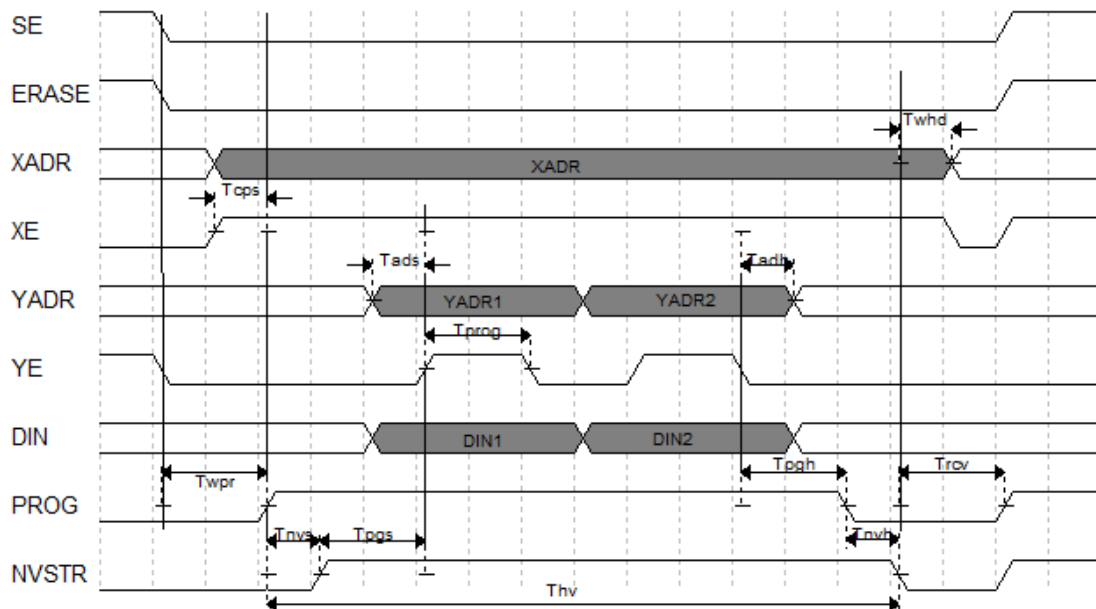 SE
ERASE
Twhd
XADR
XADR
Tcps
XE
Tads
Tadh
YADR
YADR1
YADR2
Tprog
YE
DIN
DIN1
DIN2
Twpr
Tpgh
Trcv
PROG
Tnvs
Tpgs
Tnvh
NVSTR
Thv